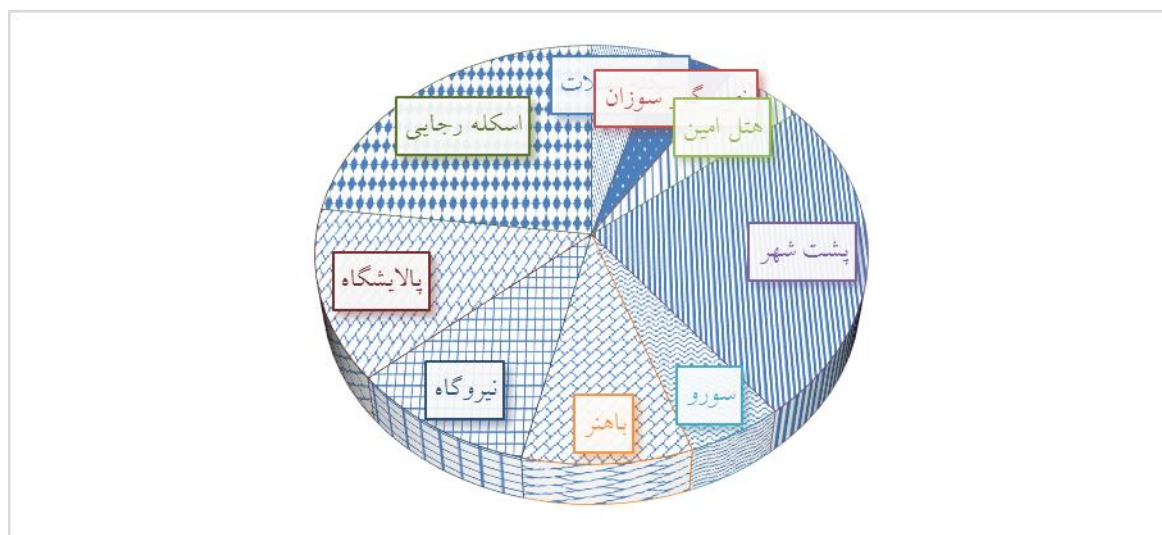 سوزان
هتل امین
اسکله رجایی
پشت شهر
پالایشگاه
نیروگاه
سورو
باهنر